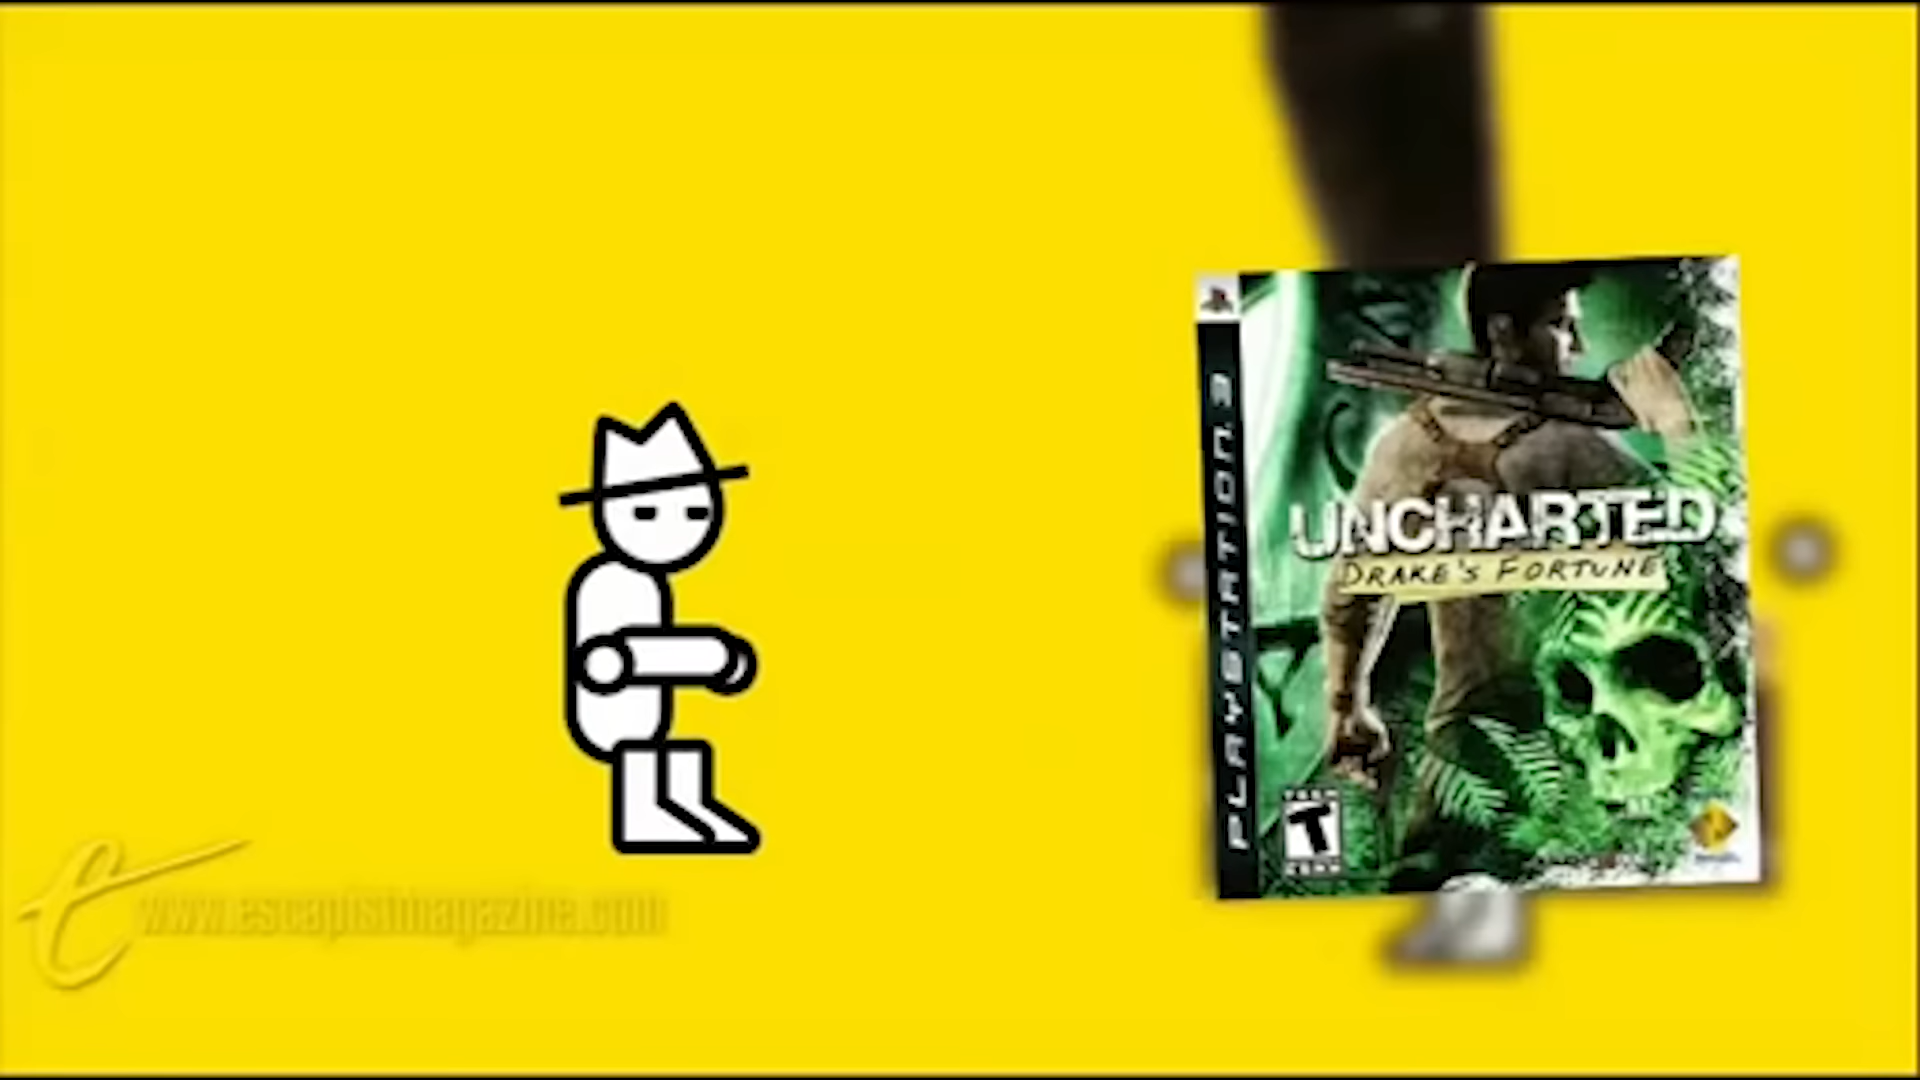 PLAYSTATION 3
UNCHARTED
DRAKE'S FORTUNE
TEEN
T
www.escapistmagazine.com